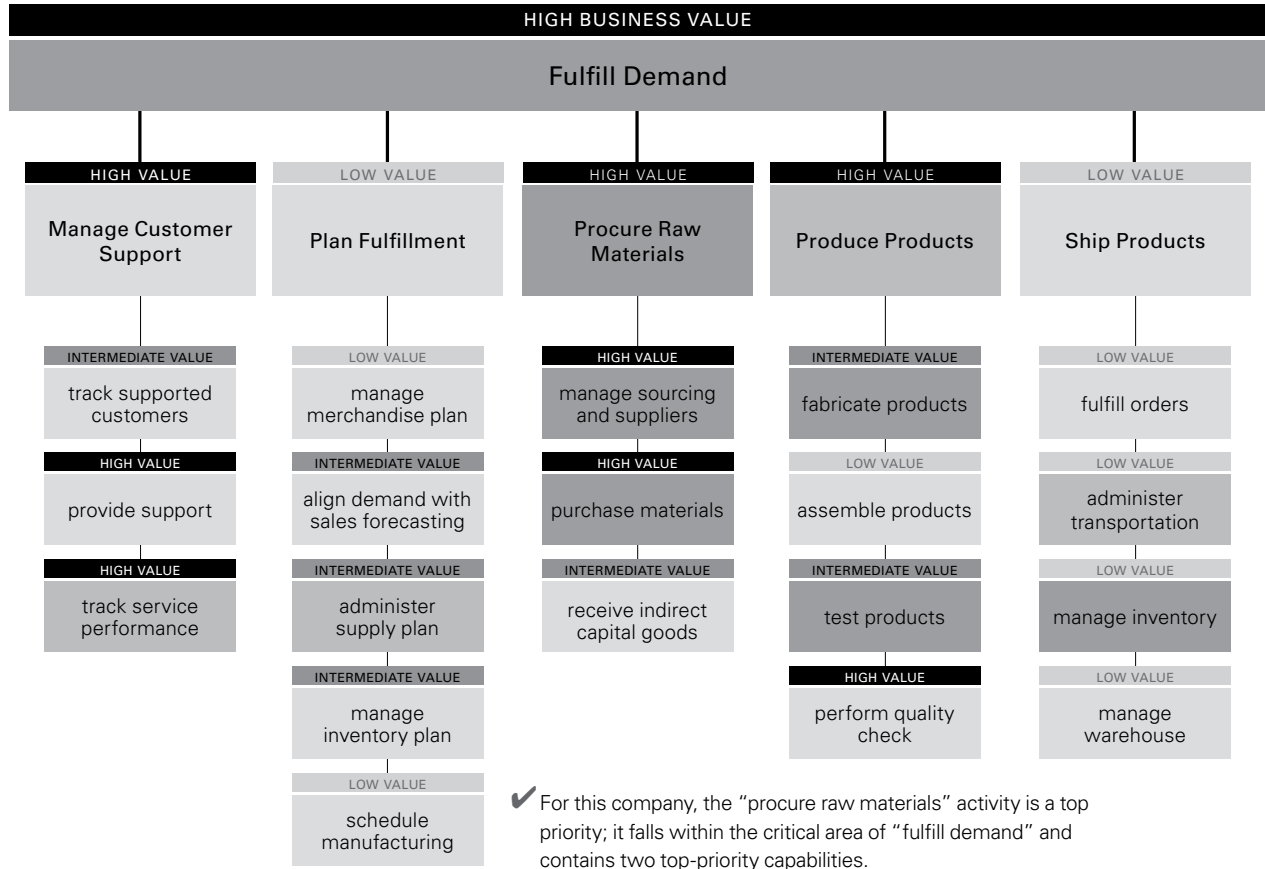 HIGH BUSINESS VALUE
Fulfill Demand
HIGH VALUE
Manage Customer
Support
INTERMEDIATE VALUE
track supported
customers
HIGH VALUE
provide support
HIGH VALUE
track service
performance
LOW VALUE
Plan Fulfillment
LOW VALUE
manage
merchandise plan
INTERMEDIATE VALUE
align demand with
sales forecasting
INTERMEDIATE VALUE
administer
supply plan
INTERMEDIATE VALUE
manage
inventory plan
LOW VALUE
schedule
manufacturing
HIGH VALUE
Procure Raw
Materials
HIGH VALUE
manage sourcing
and suppliers
HIGH VALUE
purchase materials
INTERMEDIATE VALUE
receive indirect
capital goods
HIGH VALUE
Produce Products
INTERMEDIATE VALUE
fabricate products
LOW VALUE
assemble products
INTERMEDIATE VALUE
test products
HIGH VALUE
perform quality
check
LOW VALUE
Ship Products
LOW VALUE
fulfill orders
LOW VALUE
administer
transportation
LOW VALUE
manage inventory
LOW VALUE
manage
warehouse
✔ For this company, the “procure raw materials” activity is a top
priority; it falls within the critical area of “fulfill demand” and
contains two top-priority capabilities.